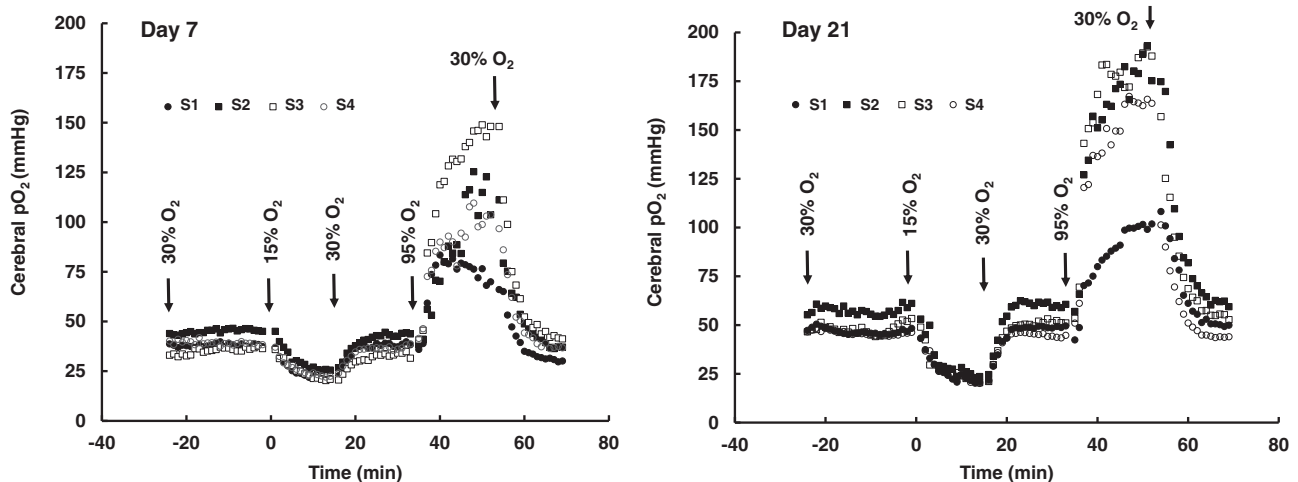 Day 7
30% O₂
S1 S2 S3 S4
30% O₂
15% O₂
30% O₂
95% O₂
Cerebral pO₂ (mmHg)
200
175
150
125
100
75
50
25
0
-40 -20 0 20 40 60 80
Time (min)
Day 21
30% O₂
S1 S2 S3 S4
30% O₂
15% O₂
30% O₂
95% O₂
Cerebral pO₂ (mmHg)
200
175
150
125
100
75
50
25
0
-40 -20 0 20 40 60 80
Time (min)